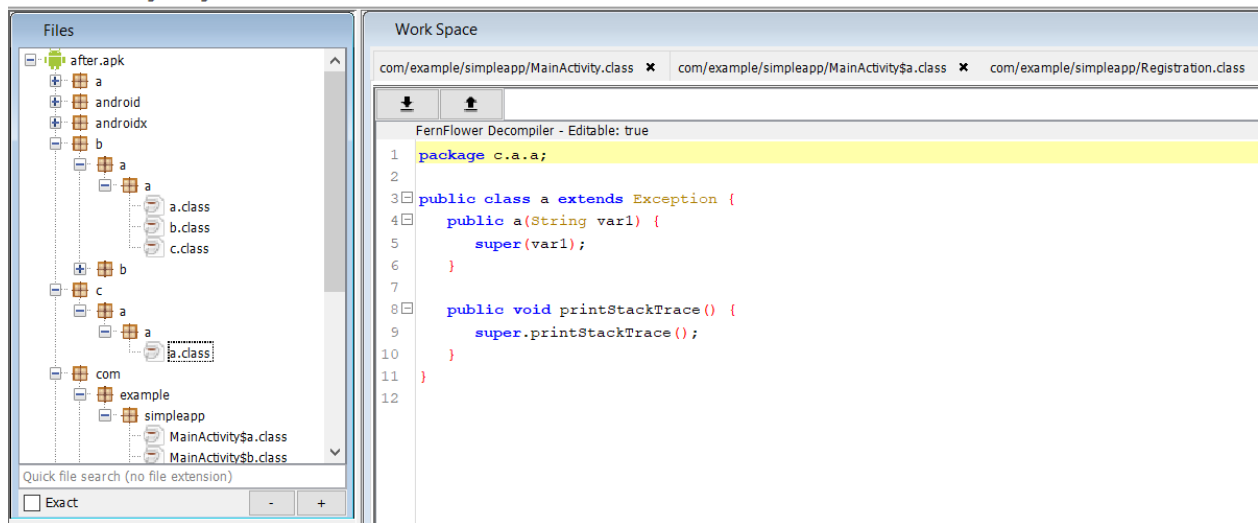 Files
after.apk
a
android
androidx
b
a
a
a.class
b.class
c.class
b
c
a
a
a.class
com
example
simpleapp
MainActivity$a.class
MainActivity$b.class
Quick file search (no file extension)
Exact
-
+
Work Space
com/example/simpleapp/MainActivity.class ✖ com/example/simpleapp/MainActivity$a.class ✖ com/example/simpleapp/Registration.class
FernFlower Decompiler - Editable: true
1 package c.a.a;
2
3 public class a extends Exception {
4 public a(String var1) {
5 super(var1);
6 }
7
8 public void printStackTrace() {
9 super.printStackTrace();
10 }
11 }
12